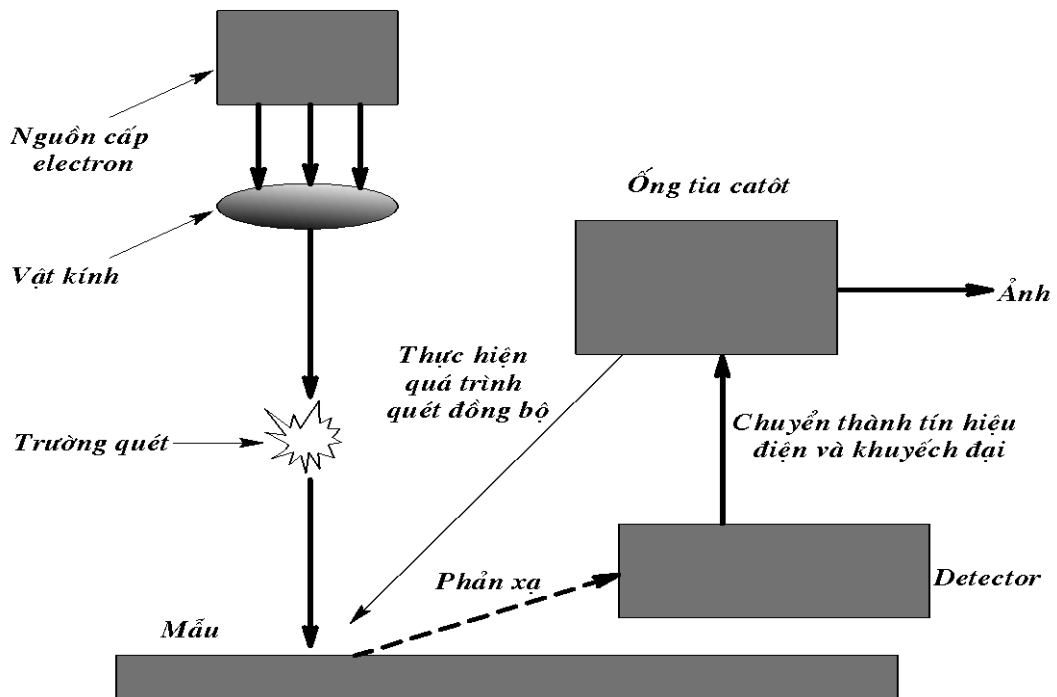 Nguồn cấp
electron
Vật kính
Ống tia catôt
Ảnh
Thực hiện
quá trình
quét đồng bộ
Trường quét
Chuyển thành tín hiệu
điện và khuyếch đại
Phản xạ
Detector
Mẫu